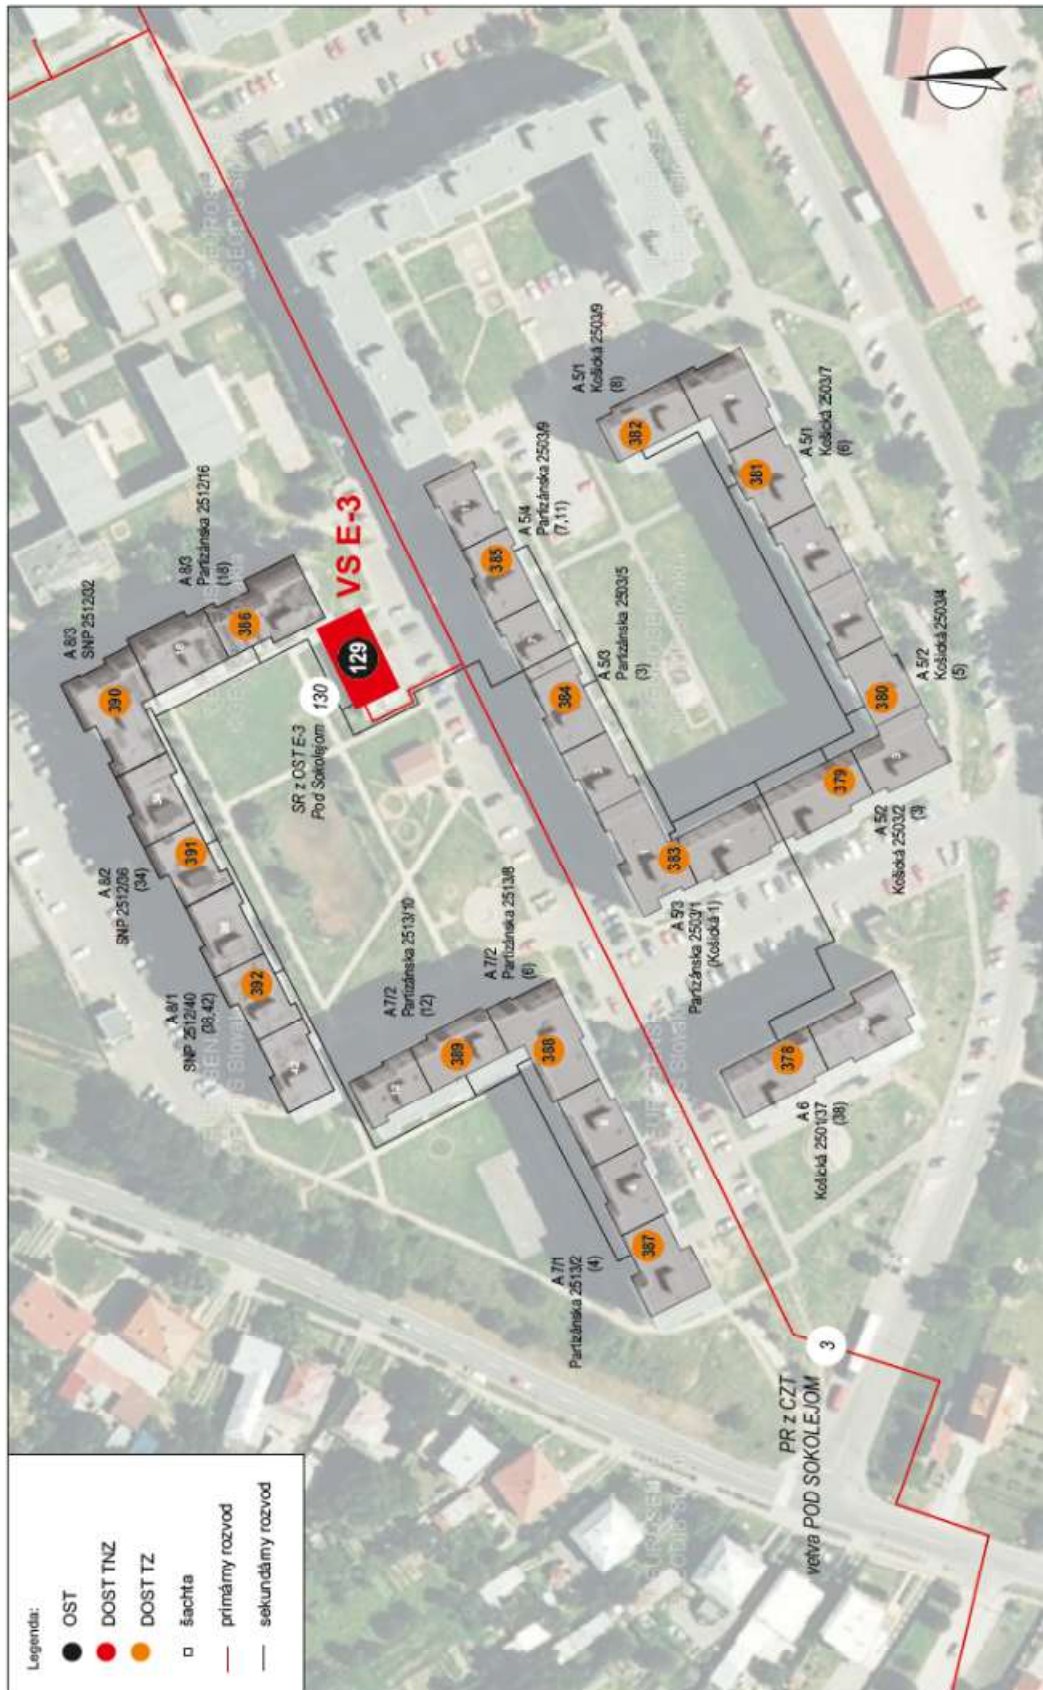 Legenda:
OST
DOST TNZ
DOST TZ
šachta
primárny rozvod
sekundárny rozvod
A 8/3
SNP 2512/32
390
A 8/3
Partizánska 2512/16
(18)
386
VS E-3
129
130
SR z OST E-3
Pod Sokolejom
A 8/2
SNP 2512/36
(34)
391
A 8/1
SNP 2512/40
(38,42)
392
A 7/2
Partizánska 2513/10
(12)
389
A 7/2
Partizánska 2513/8
(6)
388
A 7/1
Partizánska 2513/2
(4)
387
385
A 5/4
Partizánska 2503/9
(7,11)
384
A 5/3
Partizánska 2503/5
(3)
383
A 5/3
Partizánska 2503/1
(Košická 1)
A 5/1
Košická 2503/9
(8)
382
381
A 5/1
Košická 2503/7
(6)
380
A 5/2
Košická 2503/4
(5)
379
A 5/2
Košická 2503/2
(3)
378
A 6
Košická 2501/37
(38)
3
PR z CZT
vetva POD SOKOLEJOM